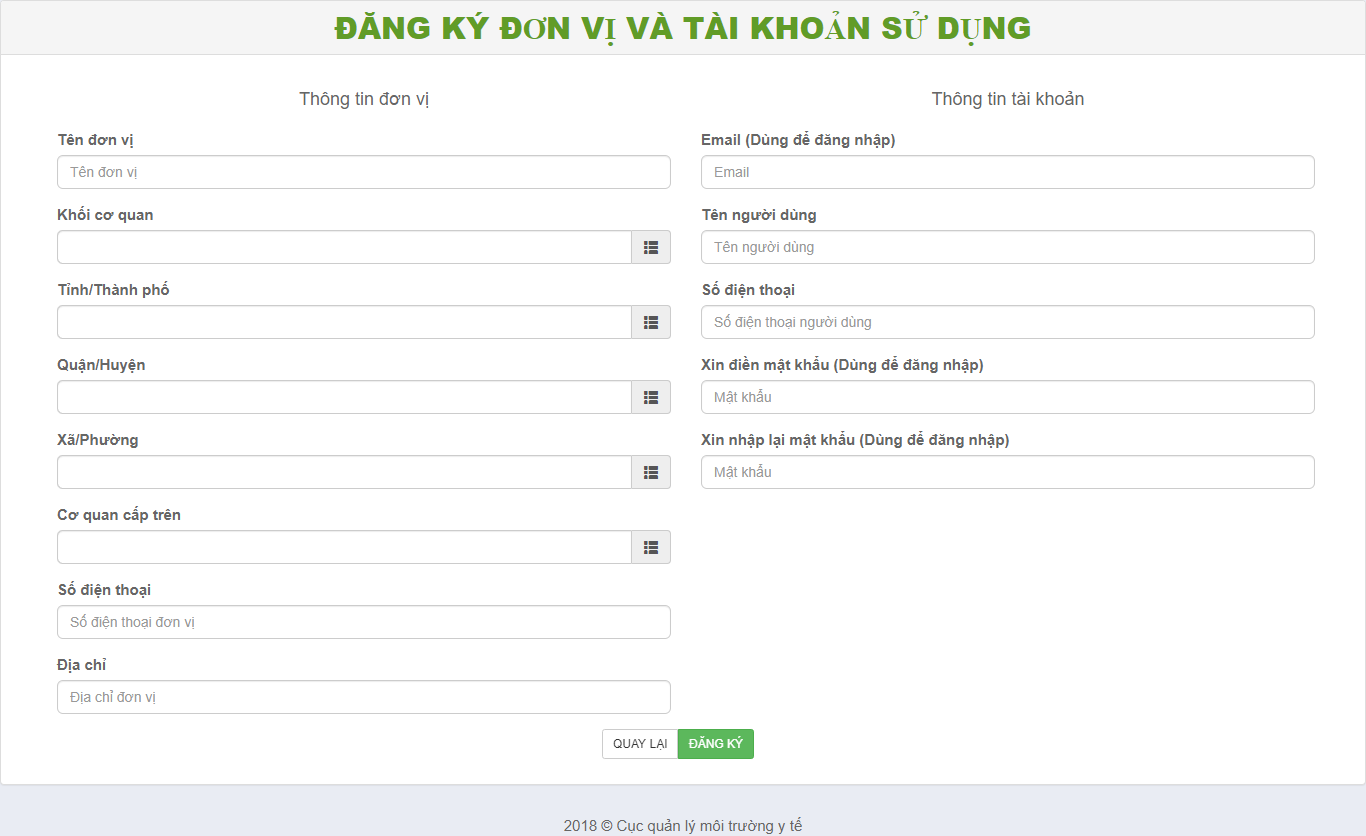 ĐĂNG KÝ ĐƠN VỊ VÀ TÀI KHOẢN SỬ DỤNG
Thông tin đơn vị
Tên đơn vị
Tên đơn vị
Khối cơ quan
Tỉnh/Thành phố
Quận/Huyện
Xã/Phường
Cơ quan cấp trên
Số điện thoại
Số điện thoại đơn vị
Địa chỉ
Địa chỉ đơn vị
Thông tin tài khoản
Email (Dùng để đăng nhập)
Email
Tên người dùng
Tên người dùng
Số điện thoại
Số điện thoại người dùng
Xin điền mật khẩu (Dùng để đăng nhập)
Mật khẩu
Xin nhập lại mật khẩu (Dùng để đăng nhập)
Mật khẩu
QUAY LẠI
ĐĂNG KÝ
2018 © Cục quản lý môi trường y tế